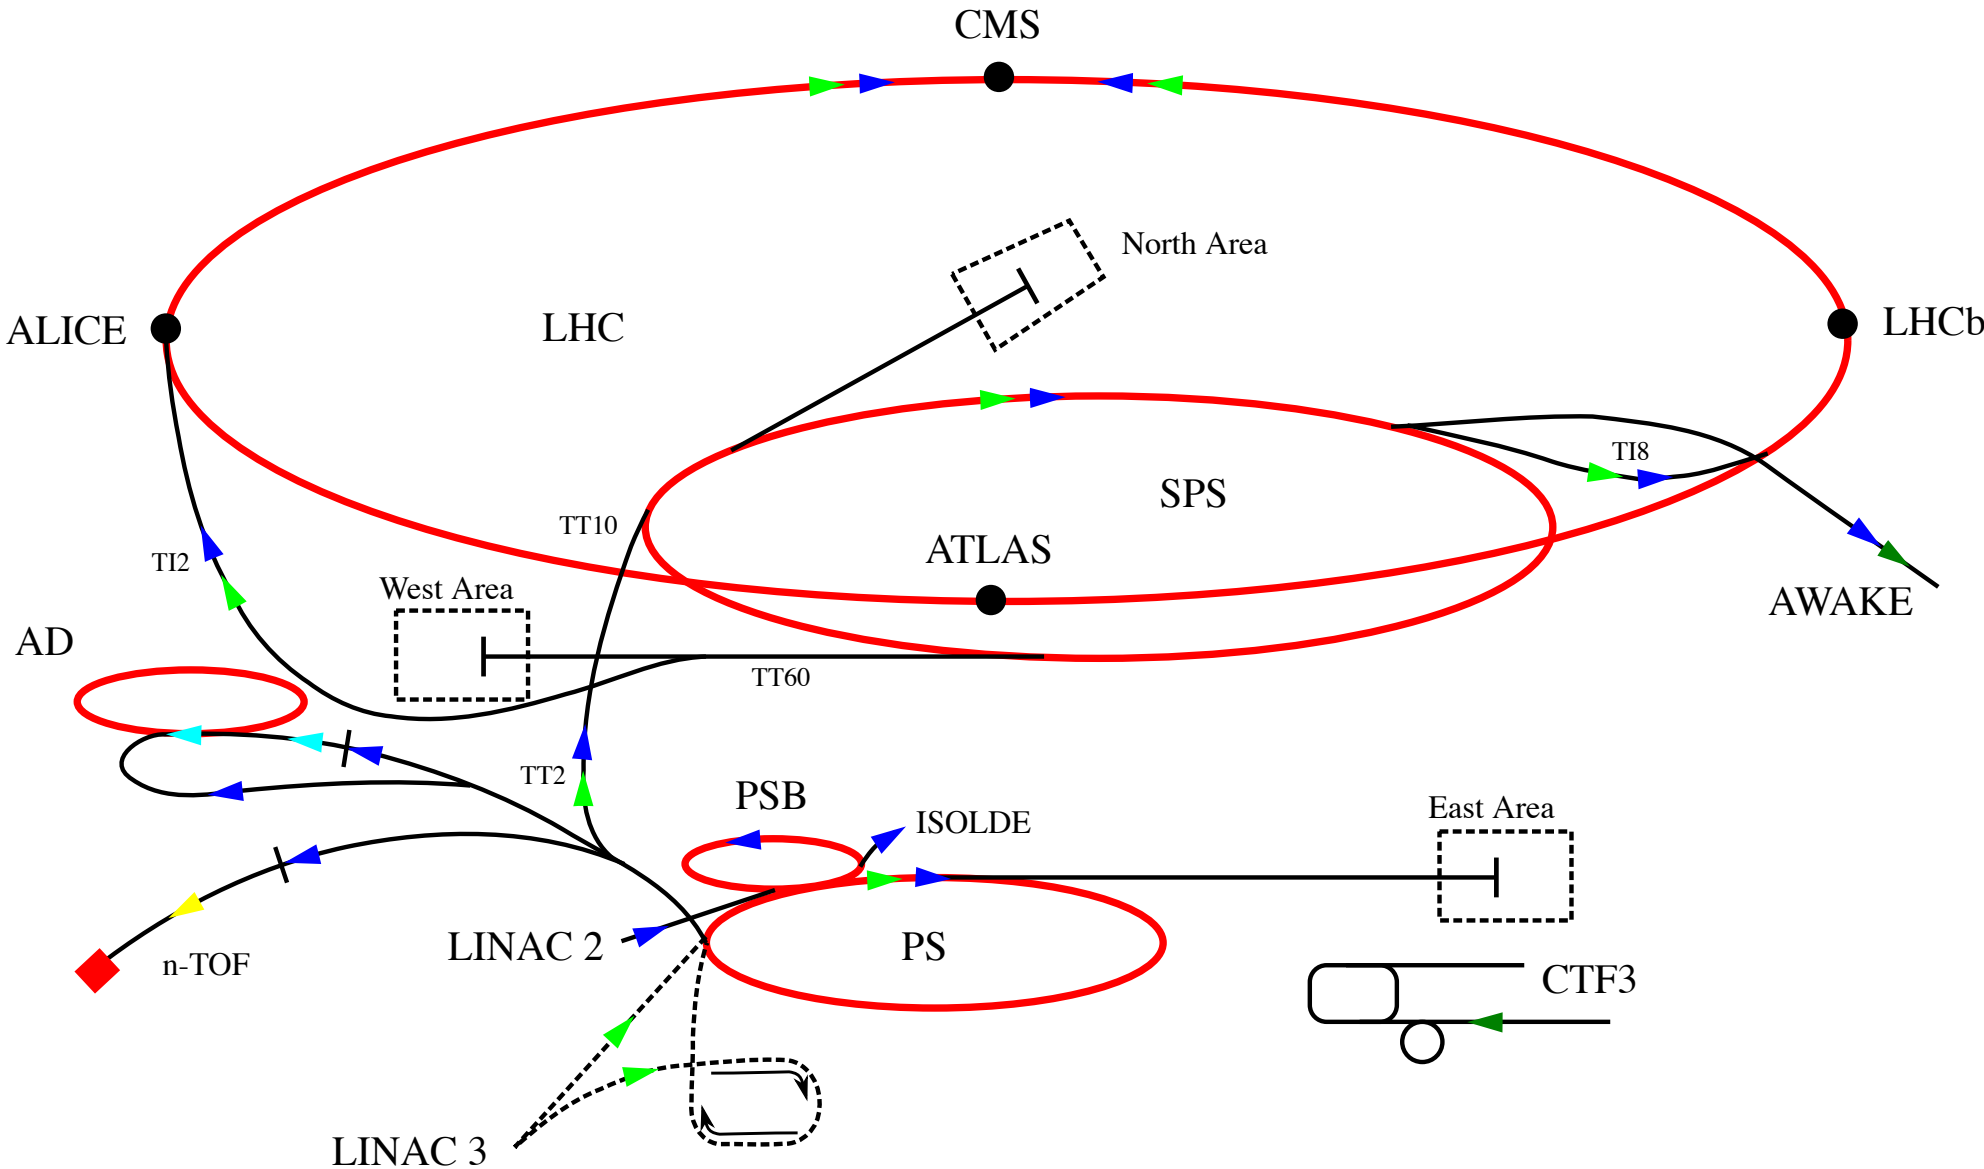 CMS
North Area
ALICE
LHC
LHCb
TI8
SPS
TT10
ATLAS
TI2
West Area
AWAKE
AD
TT60
TT2
PSB
ISOLDE
East Area
LINAC 2
PS
n-TOF
CTF3
LINAC 3